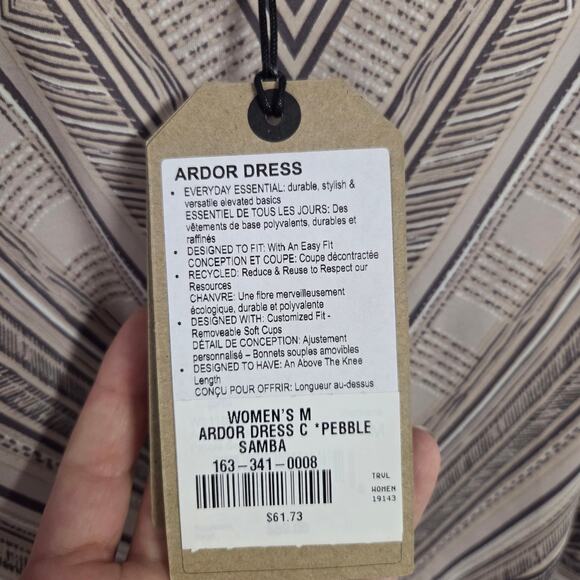 ARDOR DRESS
• EVERYDAY ESSENTIAL: durable, stylish &
versatile elevated basics
ESSENTIEL DE TOUS LES JOURS: Des
vêtements de base polyvalents, durables et
raffinés
• DESIGNED TO FIT: With An Easy Fit
CONCEPTION ET COUPE: Coupe décontractée
• RECYCLED: Reduce & Reuse to Respect our
Resources
CHANVRE: Une fibre merveilleusement
écologique, durable et polyvalente
• DESIGNED WITH: Customized Fit -
Removeable Soft Cups
DÉTAIL DE CONCEPTION: Ajustement
personnalisé – Bonnets souples amovibles
• DESIGNED TO HAVE: An Above The Knee
Length
CONÇU POUR OFFRIR: Longueur au-dessus
WOMEN'S M
ARDOR DRESS C *PEBBLE
SAMBA
163-341-0008
TRVL
WOMEN
19143
$61.73